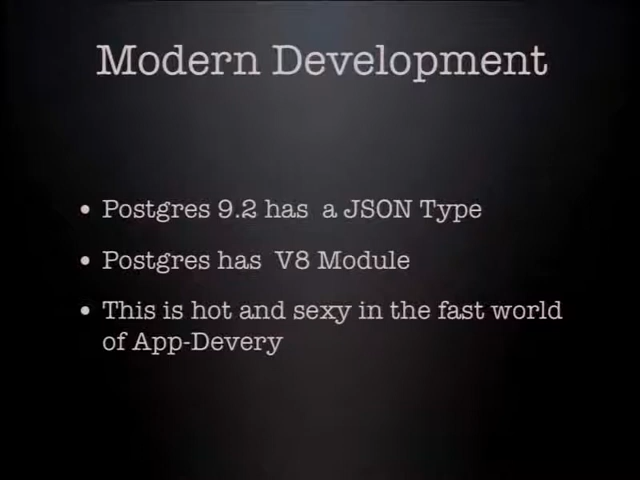 Modern Development
• Postgres 9.2 has  a JSON Type
• Postgres has  V8 Module
• This is hot and sexy in the fast world
of App-Devery